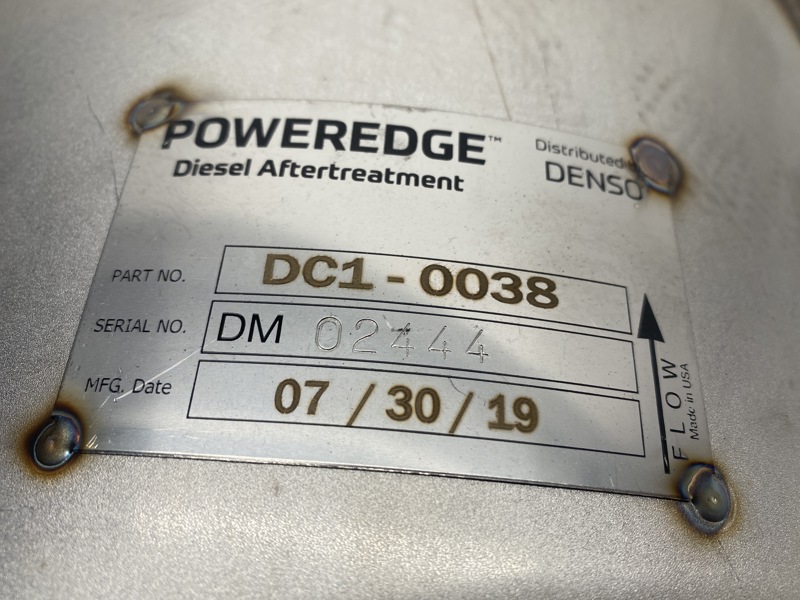 POWEREDGE™
Diesel Aftertreatment
Distributed
DENSO
PART NO. DC1-0038
SERIAL NO. DM 02444
MFG. Date 07 / 30 / 19
FLOW
Made in USA